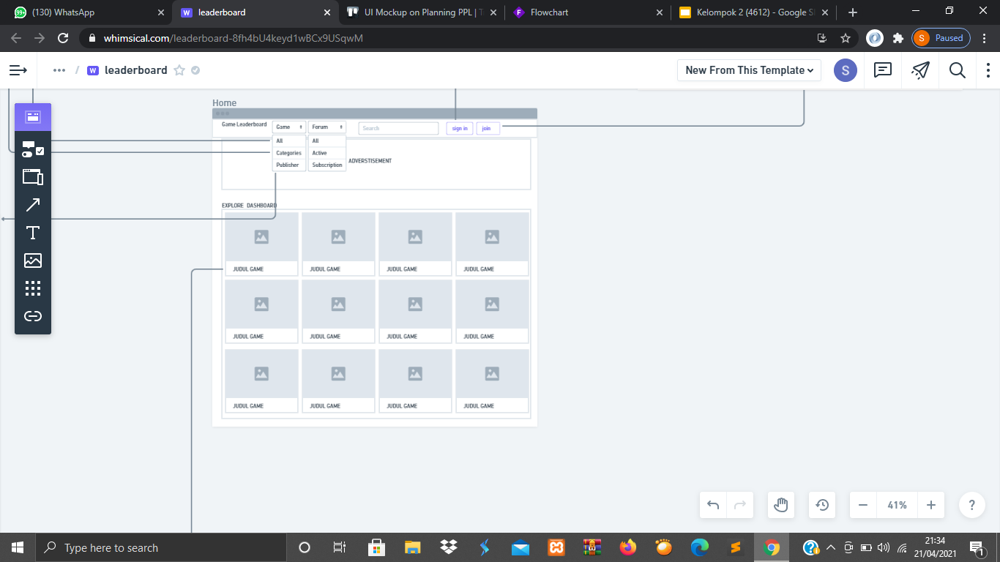 (130) WhatsApp
leaderboard
UI Mockup on Planning PPL | T
Flowchart
Kelompok 2 (4612) - Google S
whimsical.com/leaderboard-8fh4bU4keyd1wBCx9USqwM
S
Paused
/
leaderboard
New From This Template
S
Home
Game Leaderboard
Game
Forum
Search
sign in
join
All
All
Categories
Active
Publisher
Subscription
ADVERSTISEMENT
EXPLORE DASHBOARD
JUDUL GAME
JUDUL GAME
JUDUL GAME
JUDUL GAME
JUDUL GAME
JUDUL GAME
JUDUL GAME
JUDUL GAME
JUDUL GAME
JUDUL GAME
JUDUL GAME
JUDUL GAME
41%
?
Type here to search
21:34
21/04/2021
1